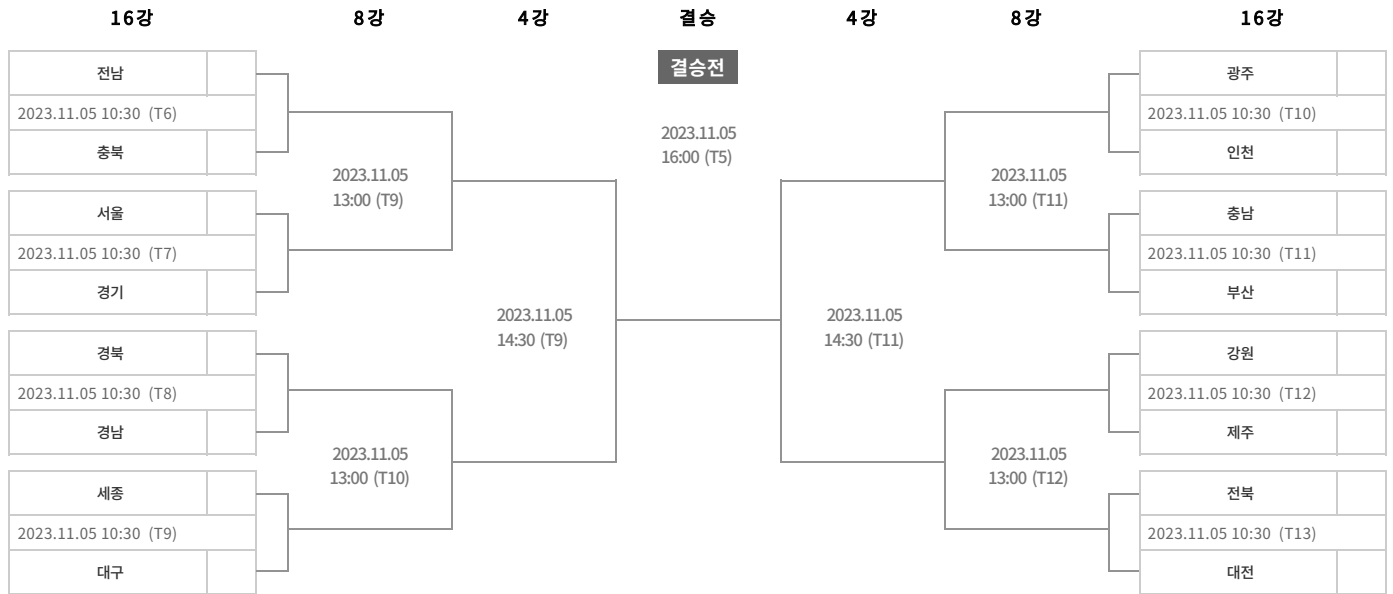 16강 8강 4강 결승 4강 8강 16강
결승전
전남
2023.11.05 10:30 (T6)
충북
서울
2023.11.05 10:30 (T7)
경기
경북
2023.11.05 10:30 (T8)
경남
세종
2023.11.05 10:30 (T9)
대구
2023.11.05
13:00 (T9)
2023.11.05
13:00 (T10)
2023.11.05
14:30 (T9)
2023.11.05
16:00 (T5)
2023.11.05
14:30 (T11)
2023.11.05
13:00 (T11)
2023.11.05
13:00 (T12)
광주
2023.11.05 10:30 (T10)
인천
충남
2023.11.05 10:30 (T11)
부산
강원
2023.11.05 10:30 (T12)
제주
전북
2023.11.05 10:30 (T13)
대전